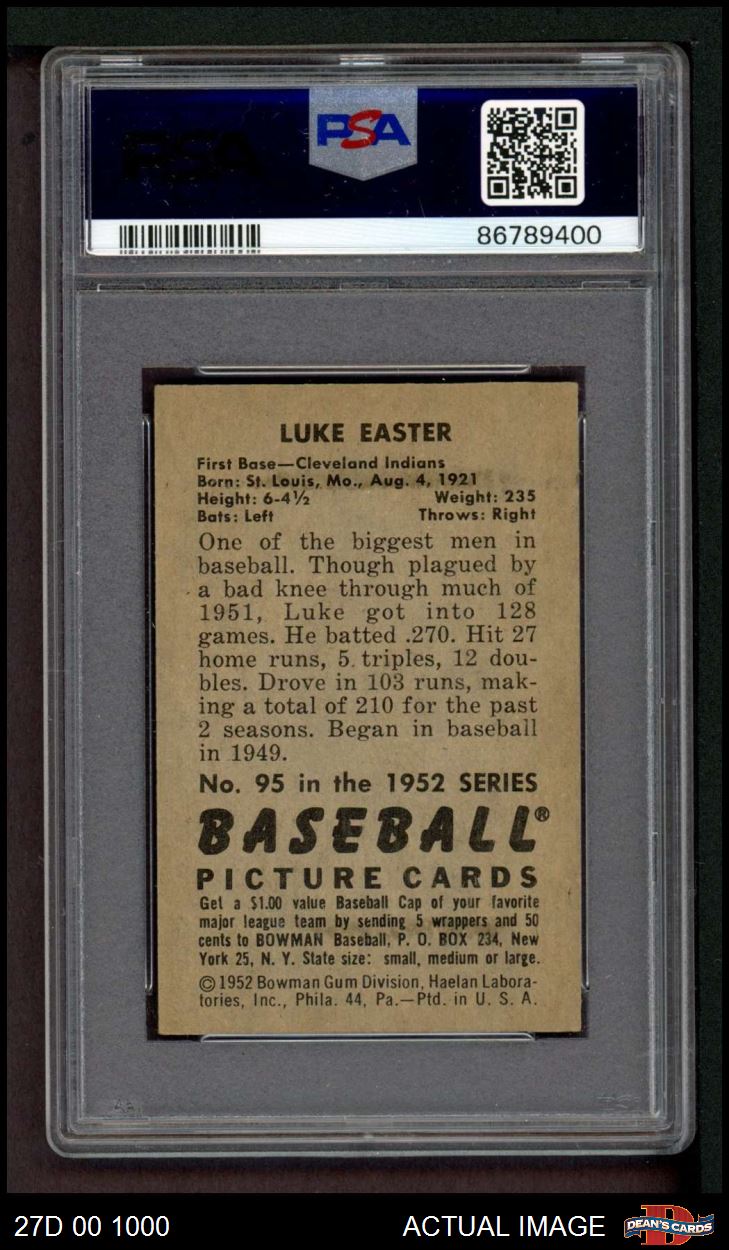 PSA
86789400
LUKE EASTER
First Base—Cleveland Indians
Born: St. Louis, Mo., Aug. 4, 1921
Height: 6-4½ Weight: 235
Bats: Left Throws: Right
One of the biggest men in
baseball. Though plagued by
a bad knee through much of
1951, Luke got into 128
games. He batted .270. Hit 27
home runs, 5 triples, 12 dou-
bles. Drove in 103 runs, mak-
ing a total of 210 for the past
2 seasons. Began in baseball
in 1949.
No. 95 in the 1952 SERIES
BASEBALL®
PICTURE CARDS
Get a $1.00 value Baseball Cap of your favorite
major league team by sending 5 wrappers and 50
cents to BOWMAN Baseball, P. O. BOX 234, New
York 25, N. Y. State size: small, medium or large.
©1952 Bowman Gum Division, Haelan Labora-
tories, Inc., Phila. 44, Pa.—Ptd. in U. S. A.
27D 00 1000 ACTUAL IMAGE DEAN'S CARDS